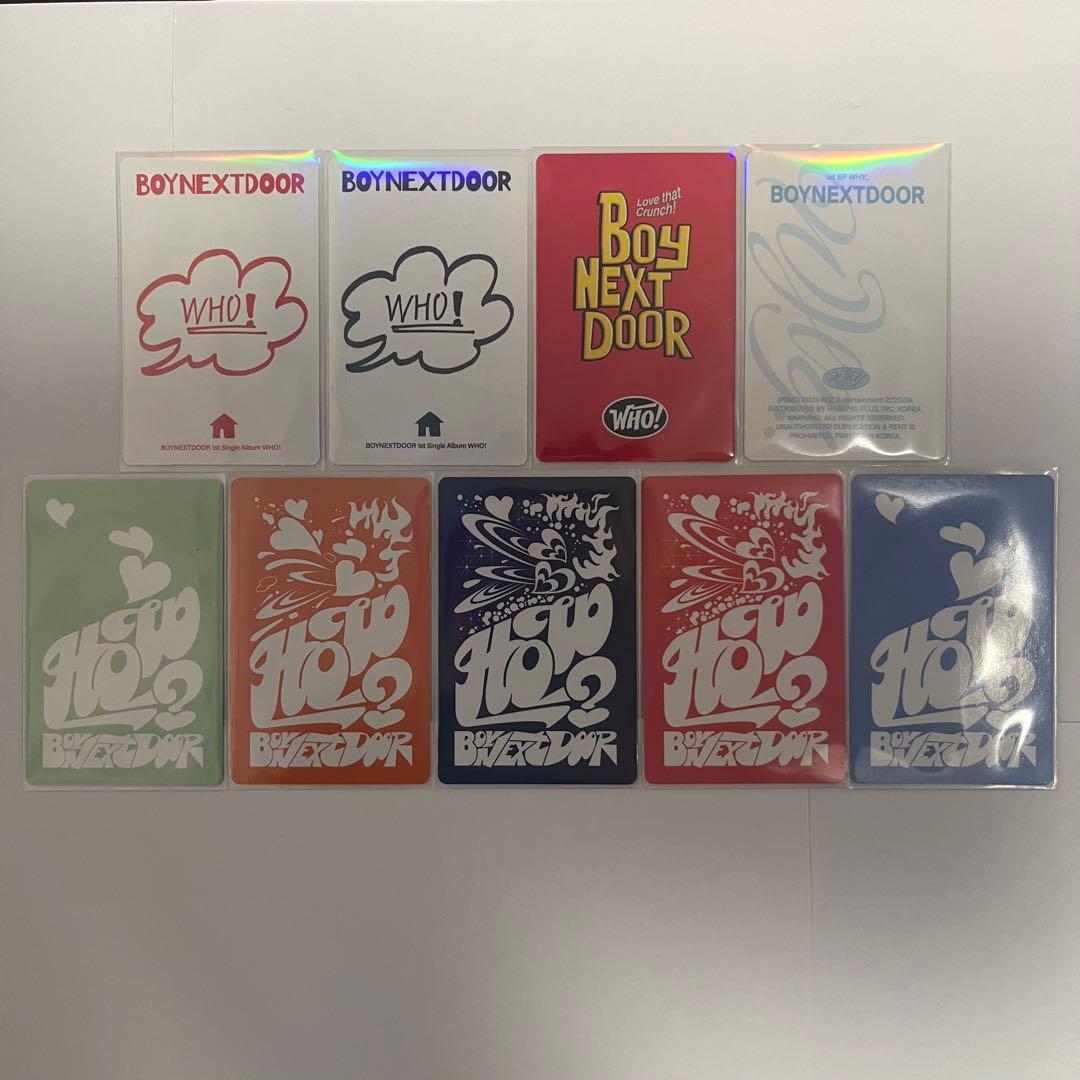 BOYNEXTDOOR
WHO!
BOYNEXTDOOR 1st Single Album WHO!
BOYNEXTDOOR
WHO!
BOYNEXTDOOR 1st Single Album WHO!
Love that
Crunch!
BOY
NEXT
DOOR
WHO!
1st EP WHY..
BOYNEXTDOOR
Why..
(P)&(C) 2023 KOZ Entertainment 2023.09.
DISTRIBUTED BY HYBE/YG PLUS, INC. KOREA.
WARNING: ALL RIGHTS RESERVED.
UNAUTHORIZED DUPLICATION & RENT IS
PROHIBITED. PRINTED IN KOREA.
HOW
?
BOYNEXTDOOR
HOW
?
BOYNEXTDOOR
HOW
?
BOYNEXTDOOR
HOW
?
BOYNEXTDOOR
HOW
?
BOYNEXTDOOR